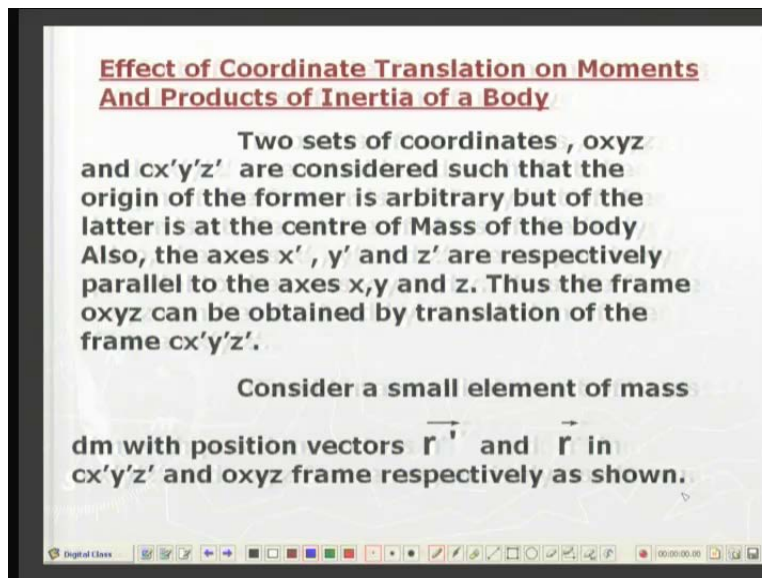 Effect of Coordinate Translation on Moments
And Products of Inertia of a Body
Two sets of coordinates , oxyz
and cx′y′z′ are considered such that the
origin of the former is arbitrary but of the
latter is at the centre of Mass of the body
Also, the axes x′ , y′ and z′ are respectively
parallel to the axes x,y and z. Thus the frame
oxyz can be obtained by translation of the
frame cx′y′z′.
Consider a small element of mass
dm with position vectors r⃗ ′ and r⃗ in
cx′y′z′ and oxyz frame respectively as shown.
Digital Class 00:00:00.00